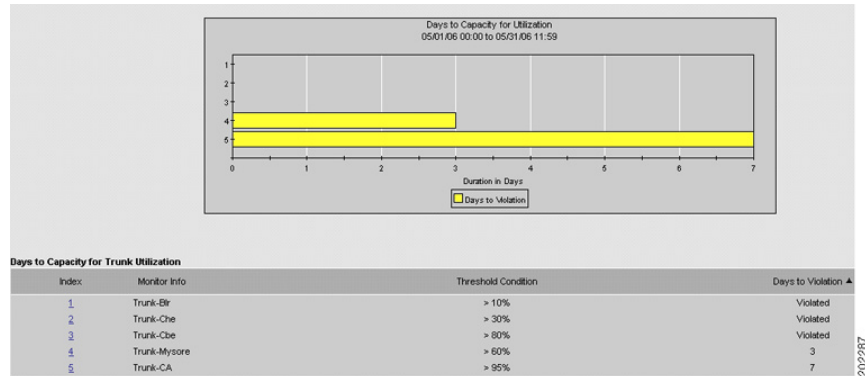 Days to Capacity for Utilization
05/01/06 00:00 to 05/31/06 11:59
1
2
3
4
5
0 1 2 3 4 5 6 7
Duration in Days
Days to Violation
Days to Capacity for Trunk Utilization
Index Monitor Info Threshold Condition Days to Violation ▲
1 Trunk-Blr > 10% Violated
2 Trunk-Che > 30% Violated
3 Trunk-Cbe > 80% Violated
4 Trunk-Mysore > 60% 3
5 Trunk-CA > 95% 7
202287